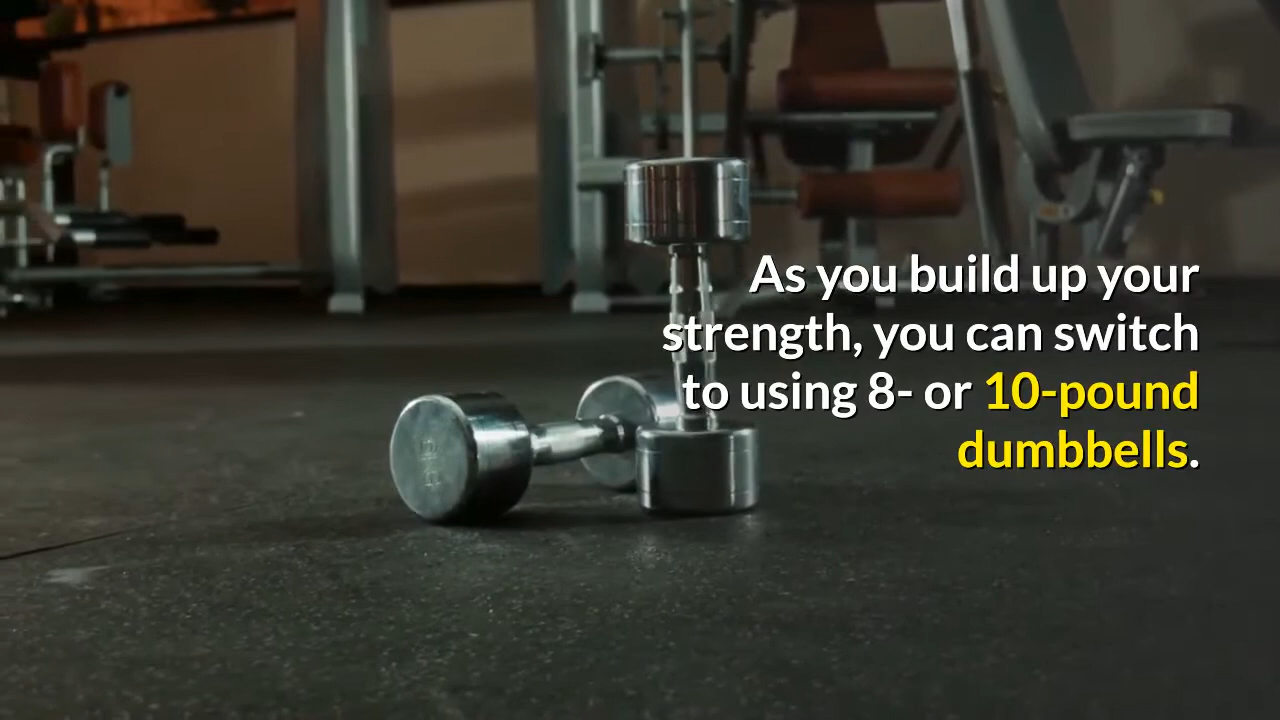 As you build up your
strength, you can switch
to using 8- or 10-pound
dumbbells.